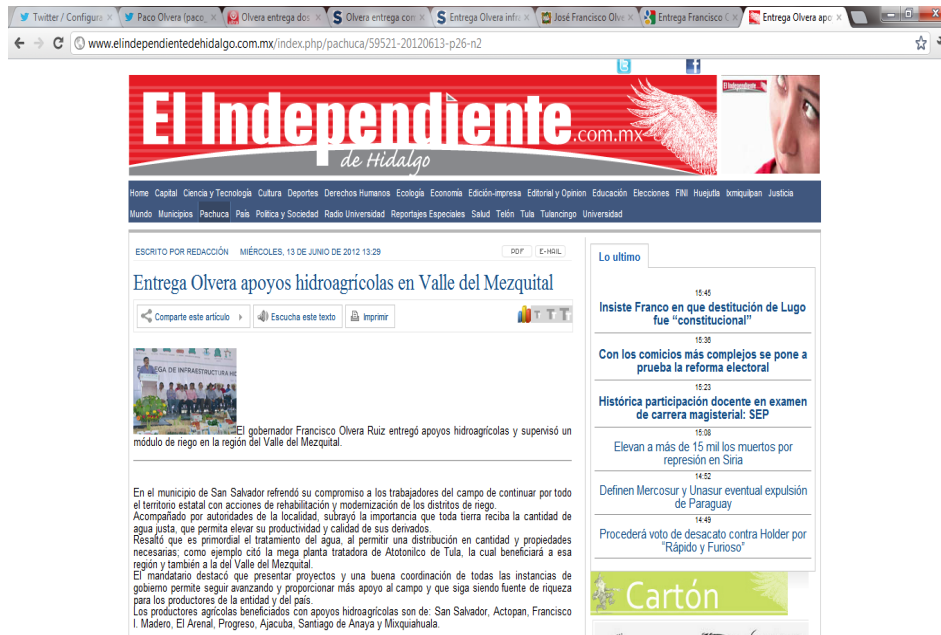 Twitter / Configura
Paco Olvera (paco_
Olvera entrega dos
Olvera entrega con
Entrega Olvera infra
José Francisco Olve
Entrega Francisco
Entrega Olvera apo
www.elindependientedehidalgo.com.mx/index.php/pachuca/59521-20120613-p26-n2
El Independiente.com.mx
de Hidalgo
Home Capital Ciencia y Tecnología Cultura Deportes Derechos Humanos Ecología Economía Edición-impresa Editorial y Opinion Educación Elecciones FINI Huejutla Ixmiquilpan Justicia
Mundo Municipios Pachuca País Politica y Sociedad Radio Universidad Reportajes Especiales Salud Telón Tula Tulancingo Universidad
ESCRITO POR REDACCIÓN MIÉRCOLES, 13 DE JUNIO DE 2012 13:29
PDF E-MAIL
Entrega Olvera apoyos hidroagrícolas en Valle del Mezquital
Comparte este artículo Escucha este texto Imprimir
T T T
EGA DE INFRAESTRUCTURA HI
El gobernador Francisco Olvera Ruiz entregó apoyos hidroagrícolas y supervisó un
módulo de riego en la región del Valle del Mezquital.
En el municipio de San Salvador refrendó su compromiso a los trabajadores del campo de continuar por todo
el territorio estatal con acciones de rehabilitación y modernización de los distritos de riego.
Acompañado por autoridades de la localidad, subrayó la importancia que toda tierra reciba la cantidad de
agua justa, que permita elevar su productividad y calidad de sus derivados.
Resaltó que es primordial el tratamiento del agua, al permitir una distribución en cantidad y propiedades
necesarias; como ejemplo citó la mega planta tratadora de Atotonilco de Tula, la cual beneficiará a esa
región y también a la del Valle del Mezquital.
El mandatario destacó que presentar proyectos y una buena coordinación de todas las instancias de
gobierno permite seguir avanzando y proporcionar más apoyo al campo y que siga siendo fuente de riqueza
para los productores de la entidad y del país.
Los productores agrícolas beneficiados con apoyos hidroagrícolas son de: San Salvador, Actopan, Francisco
I. Madero, El Arenal, Progreso, Ajacuba, Santiago de Anaya y Mixquiahuala.
Lo ultimo
15:45
Insiste Franco en que destitución de Lugo
fue “constitucional”
15:36
Con los comicios más complejos se pone a
prueba la reforma electoral
15:23
Histórica participación docente en examen
de carrera magisterial: SEP
15:08
Elevan a más de 15 mil los muertos por
represión en Siria
14:52
Definen Mercosur y Unasur eventual expulsión
de Paraguay
14:49
Procederá voto de desacato contra Holder por
"Rápido y Furioso"
Cartón